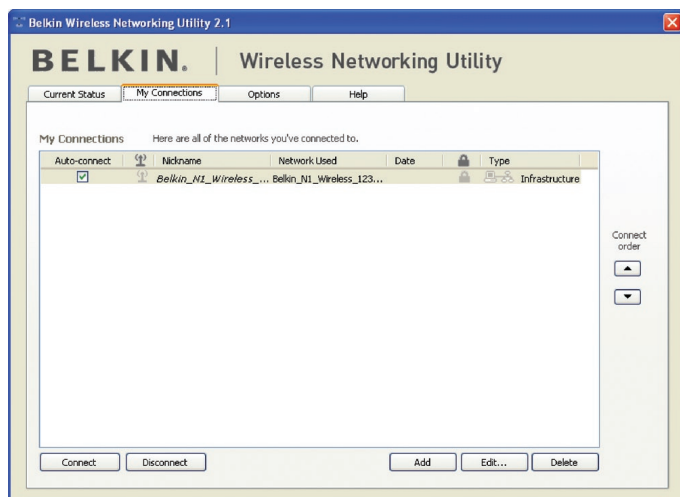 Belkin Wireless Networking Utility 2.1
BELKIN. | Wireless Networking Utility
Current Status My Connections Options Help
My Connections Here are all of the networks you've connected to.
Auto-connect Nickname Network Used Date Type
Belkin_N1_Wireless_... Belkin_N1_Wireless_123... Infrastructure
Connect
order
Connect Disconnect Add Edit... Delete